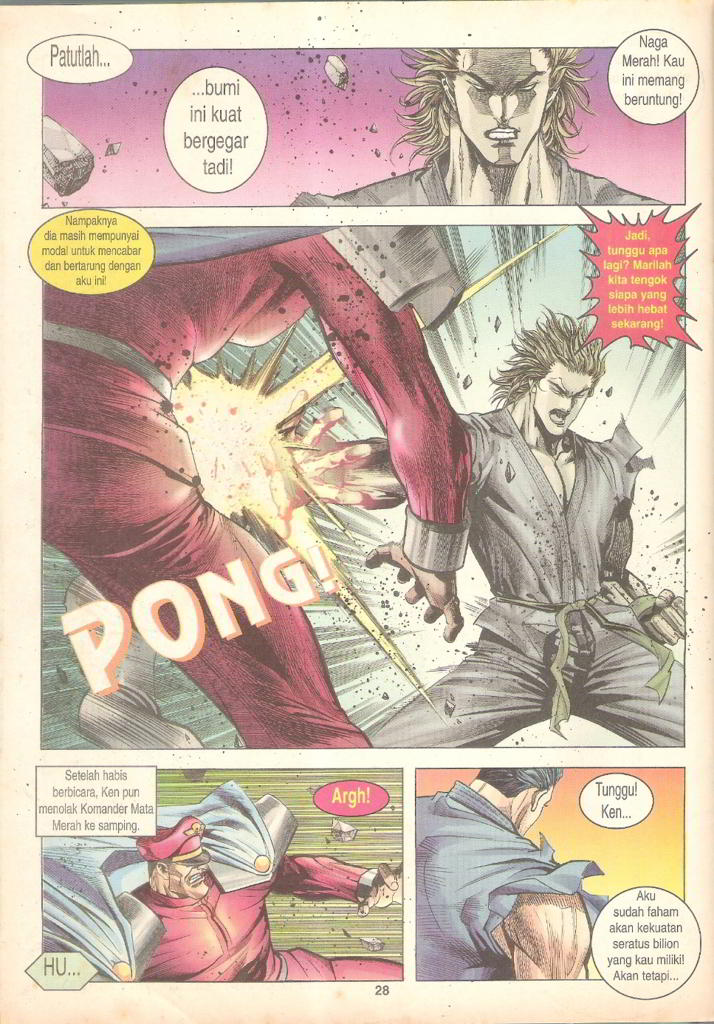 Patutlah...
...bumi
ini kuat
bergegar
tadi!
Naga
Merah! Kau
ini memang
beruntung!
Nampaknya
dia masih mempunyai
modal untuk mencabar
dan bertarung dengan
aku ini!
Jadi,
tunggu apa
lagi? Marilah
kita tengok
siapa yang
lebih hebat
sekarang!
PONG!
Setelah habis
berbicara, Ken pun
menolak Komander Mata
Merah ke samping.
Argh!
HU...
Tunggu!
Ken...
Aku
sudah faham
akan kekuatan
seratus bilion
yang kau miliki!
Akan tetapi...
28